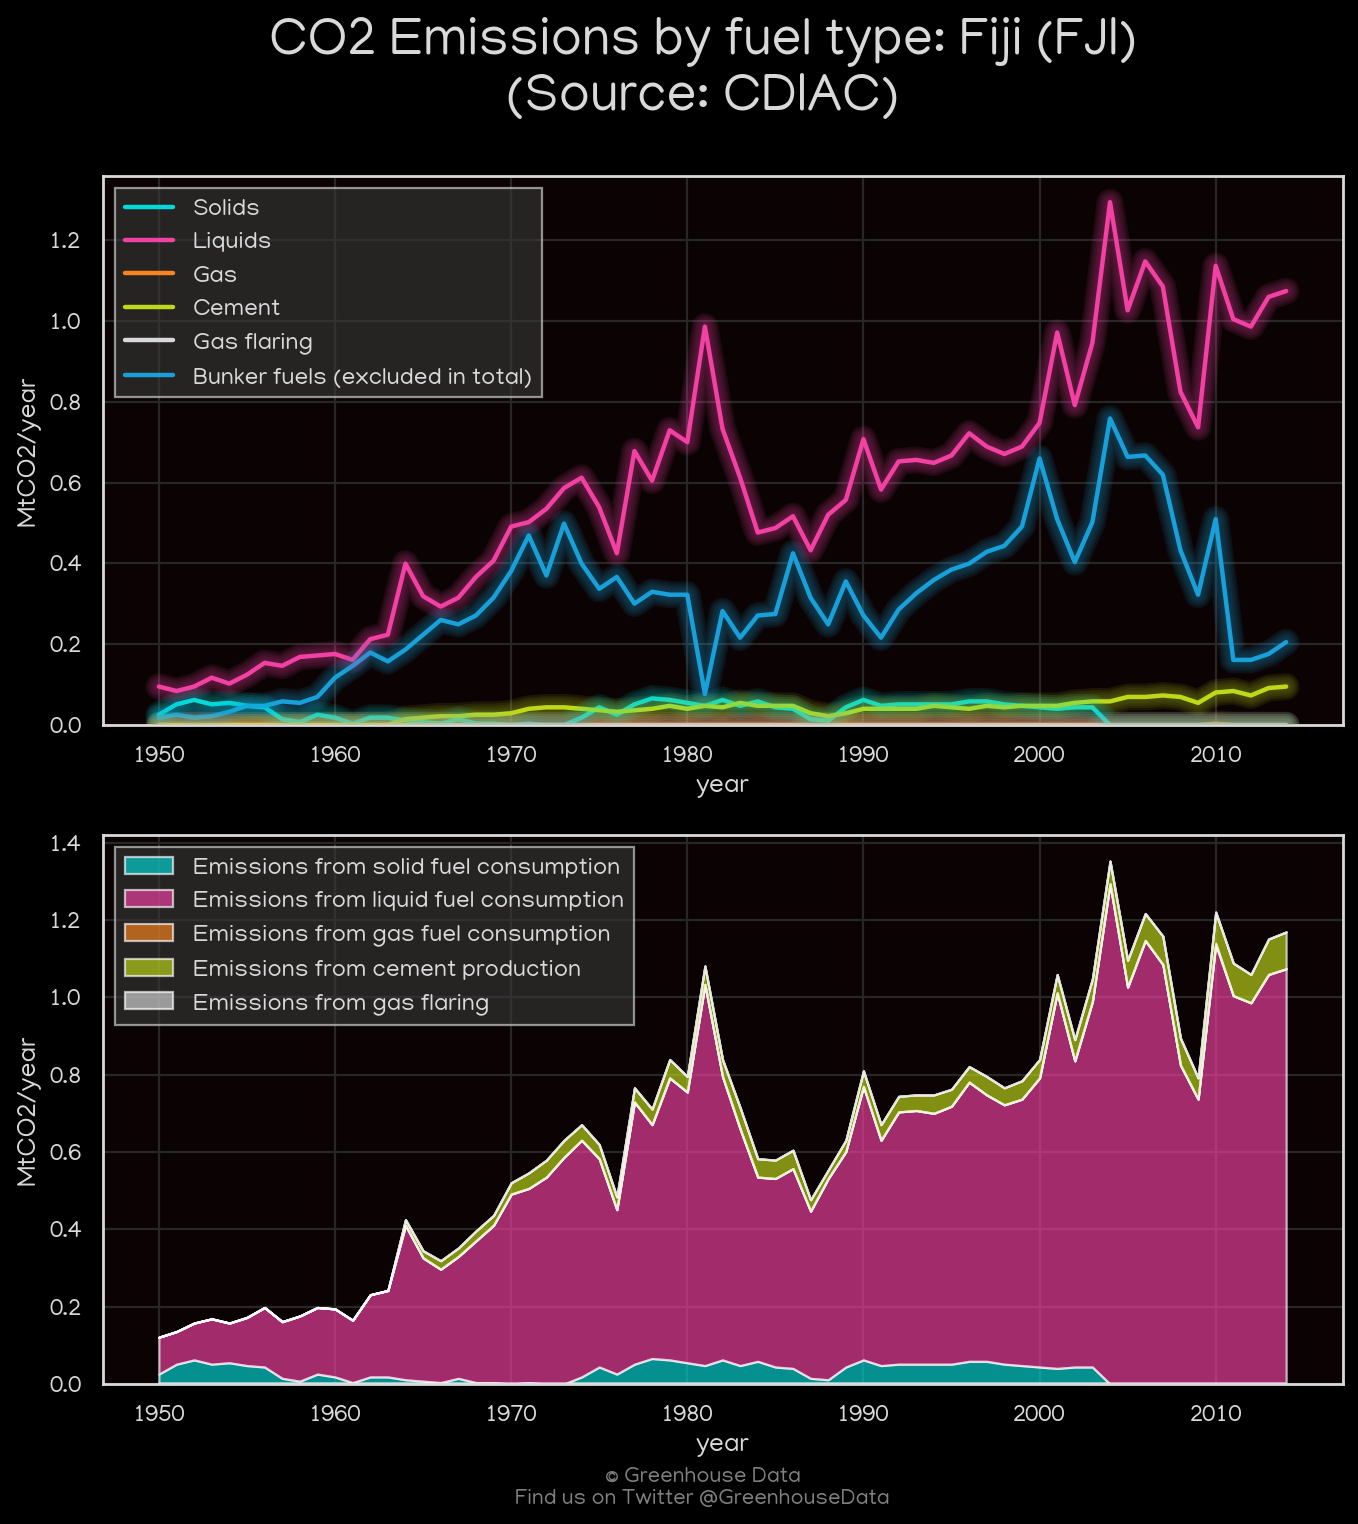 CO2 Emissions by fuel type: Fiji (FJI)
(Source: CDIAC)
Solids
Liquids
Gas
Cement
Gas flaring
Bunker fuels (excluded in total)
MtCO2/year
1.2
1.0
0.8
0.6
0.4
0.2
0.0
1950 1960 1970 1980 1990 2000 2010
year
Emissions from solid fuel consumption
Emissions from liquid fuel consumption
Emissions from gas fuel consumption
Emissions from cement production
Emissions from gas flaring
MtCO2/year
1.4
1.2
1.0
0.8
0.6
0.4
0.2
0.0
1950 1960 1970 1980 1990 2000 2010
year
© Greenhouse Data
Find us on Twitter @GreenhouseData